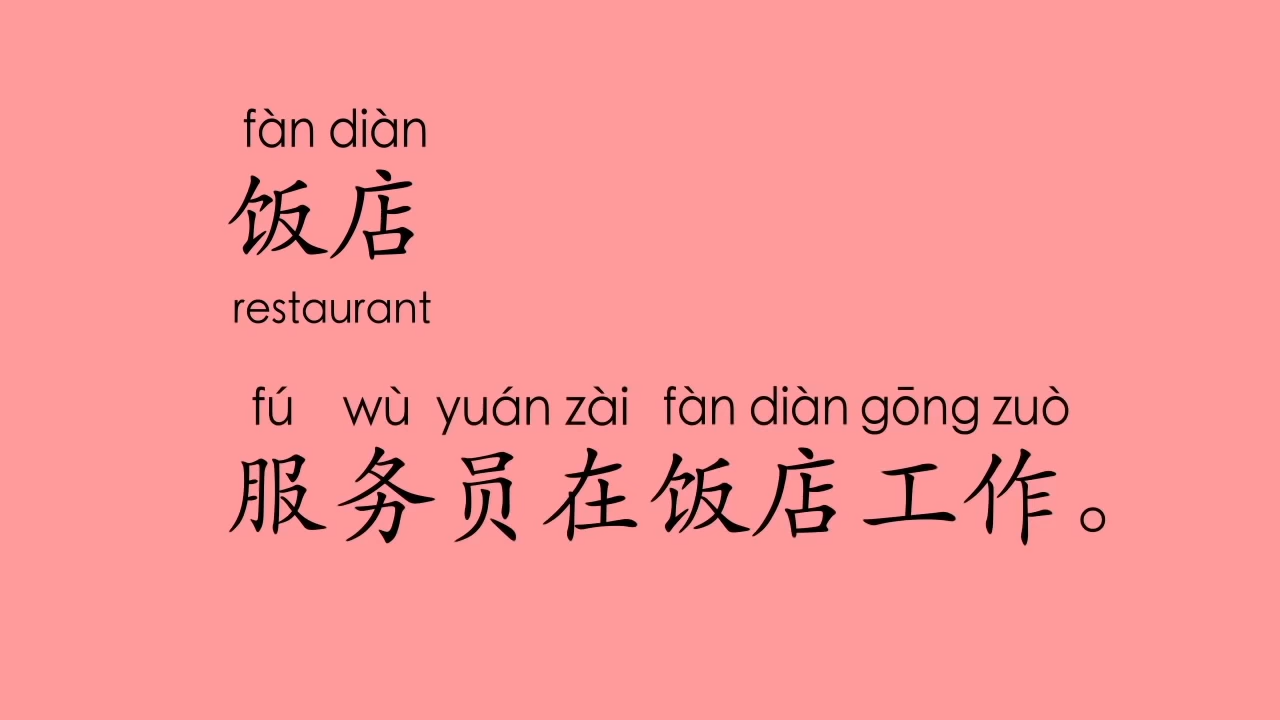 fàn diàn
饭店
restaurant
fú wù yuán zài fàn diàn gōng zuò
服务员在饭店工作。